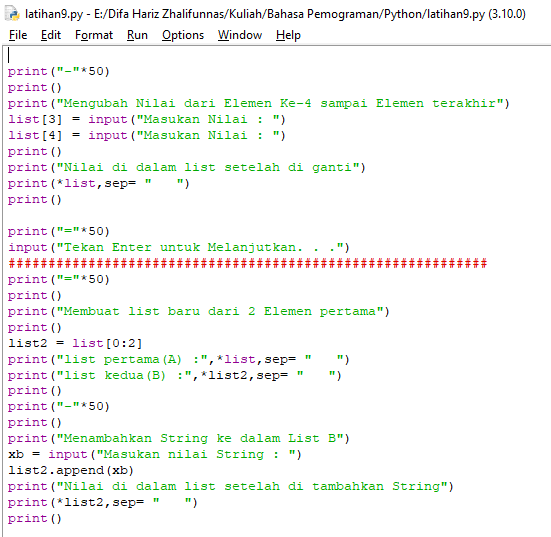 latihan9.py - E:/Difa Hariz Zhalifunnas/Kuliah/Bahasa Pemograman/Python/latihan9.py (3.10.0)
File Edit Format Run Options Window Help
print("-"*50)
print()
print("Mengubah Nilai dari Elemen Ke-4 sampai Elemen terakhir")
list[3] = input("Masukan Nilai : ")
list[4] = input("Masukan Nilai : ")
print()
print("Nilai di dalam list setelah di ganti")
print(*list,sep= "   ")
print()
print("="*50)
input("Tekan Enter untuk Melanjutkan. . .")
############################################################
print("="*50)
print()
print("Membuat list baru dari 2 Elemen pertama")
print()
list2 = list[0:2]
print("list pertama(A) :",*list,sep= "   ")
print("list kedua(B) :",*list2,sep= "   ")
print()
print("-"*50)
print()
print("Menambahkan String ke dalam List B")
xb = input("Masukan nilai String : ")
list2.append(xb)
print("Nilai di dalam list setelah di tambahkan String")
print(*list2,sep= "   ")
print()